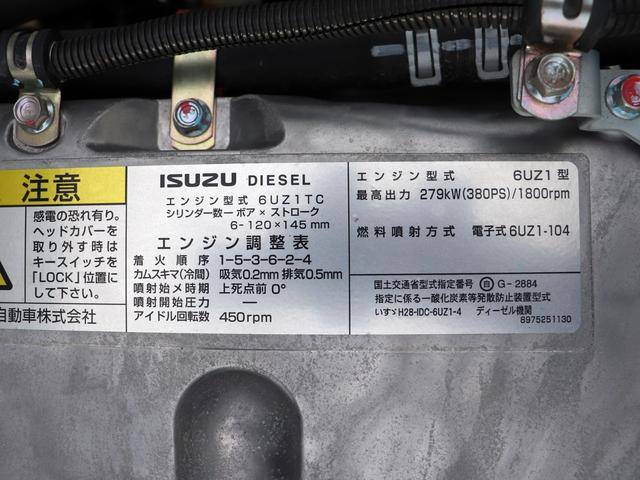 注意
感電の恐れ有り。
ヘッドカバーを
取り外す時は
キースイッチを
「LOCK」位置に
して下さい。
自動車株式会社
ISUZU DIESEL
エンジン型式 6UZ1TC
シリンダー数ー ボア × ストローク
6-120×145 mm
エンジン調整表
着火順序 1-5-3-6-2-4
カムスキマ(冷間) 吸気0.2mm 排気0.5mm
噴射始メ時期 上死点前 0°
噴射開始圧力 ー
アイドル回転数 450rpm
エンジン型式 6UZ1型
最高出力 279kW(380PS)/1800rpm
燃料噴射方式 電子式6UZ1-104
国土交通省型式指定番号 自 G-2884
指定に係る一酸化炭素等発散防止装置型式
いすゞH28-IDC-6UZ1-4 ディーゼル機関
8975251130